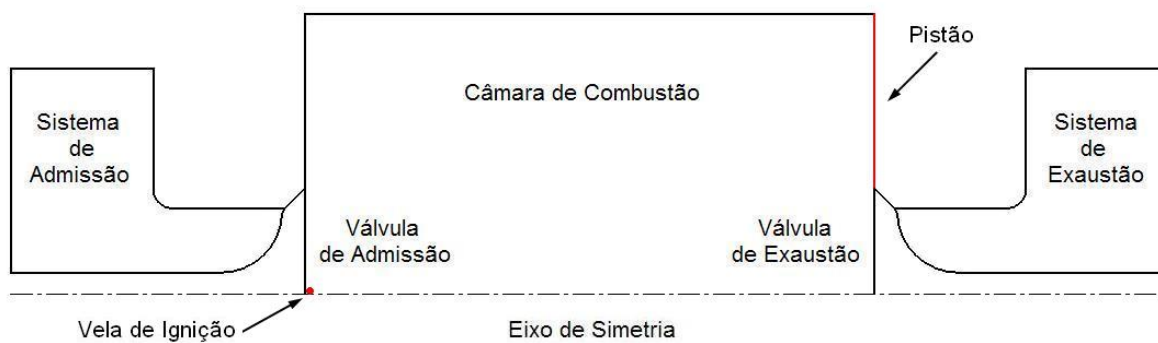 Pistão
Câmara de Combustão
Sistema
de
Admissão
Sistema
de
Exaustão
Válvula
de Admissão
Válvula
de Exaustão
Vela de Ignição
Eixo de Simetria